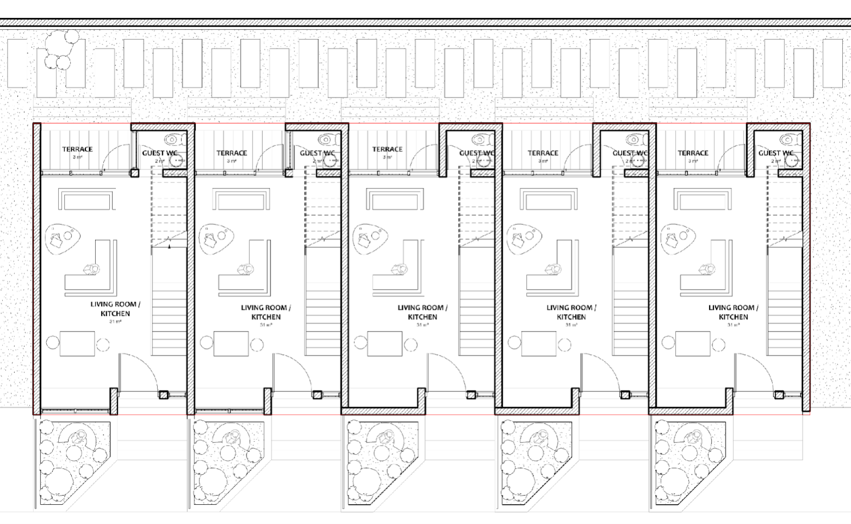 TERRACE
3 m²
GUEST WC
2 m²
TERRACE
3 m²
GUEST WC
2 m²
TERRACE
3 m²
GUEST WC
2 m²
TERRACE
3 m²
GUEST WC
2 m²
TERRACE
3 m²
GUEST WC
2 m²
LIVING ROOM /
KITCHEN
31 m²
LIVING ROOM /
KITCHEN
31 m²
LIVING ROOM /
KITCHEN
31 m²
LIVING ROOM /
KITCHEN
31 m²
LIVING ROOM /
KITCHEN
31 m²